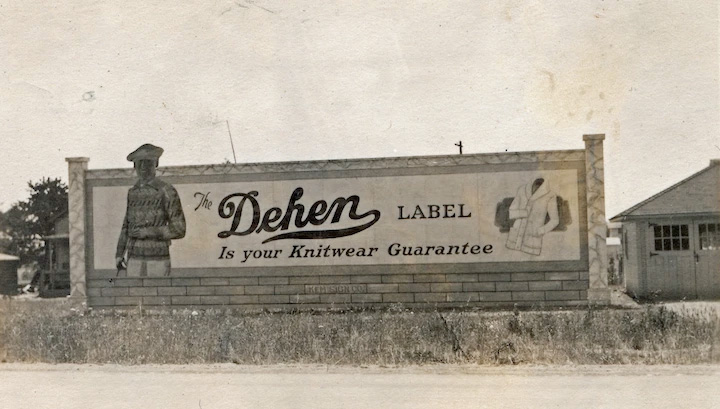 The Dehen LABEL
Is your Knitwear Guarantee